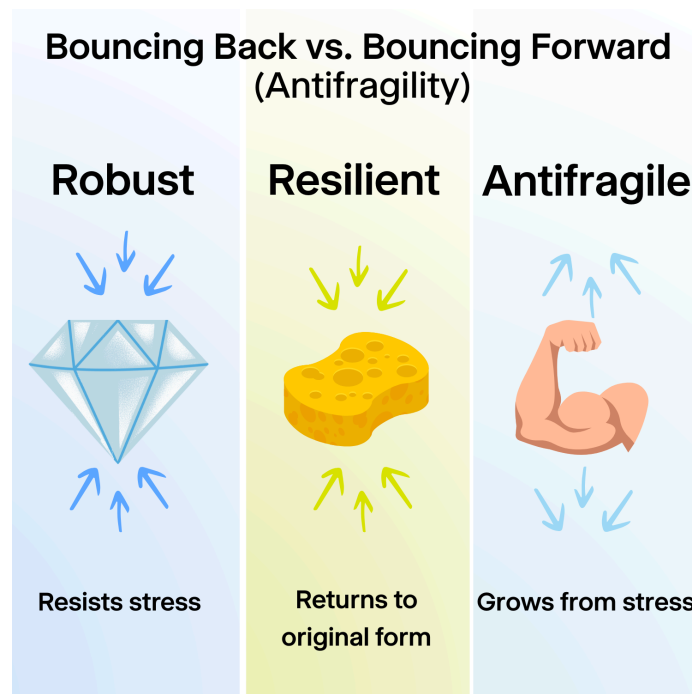 Bouncing Back vs. Bouncing Forward
(Antifragility)
Robust
Resilient
Antifragile
Resists stress
Returns to
original form
Grows from stress